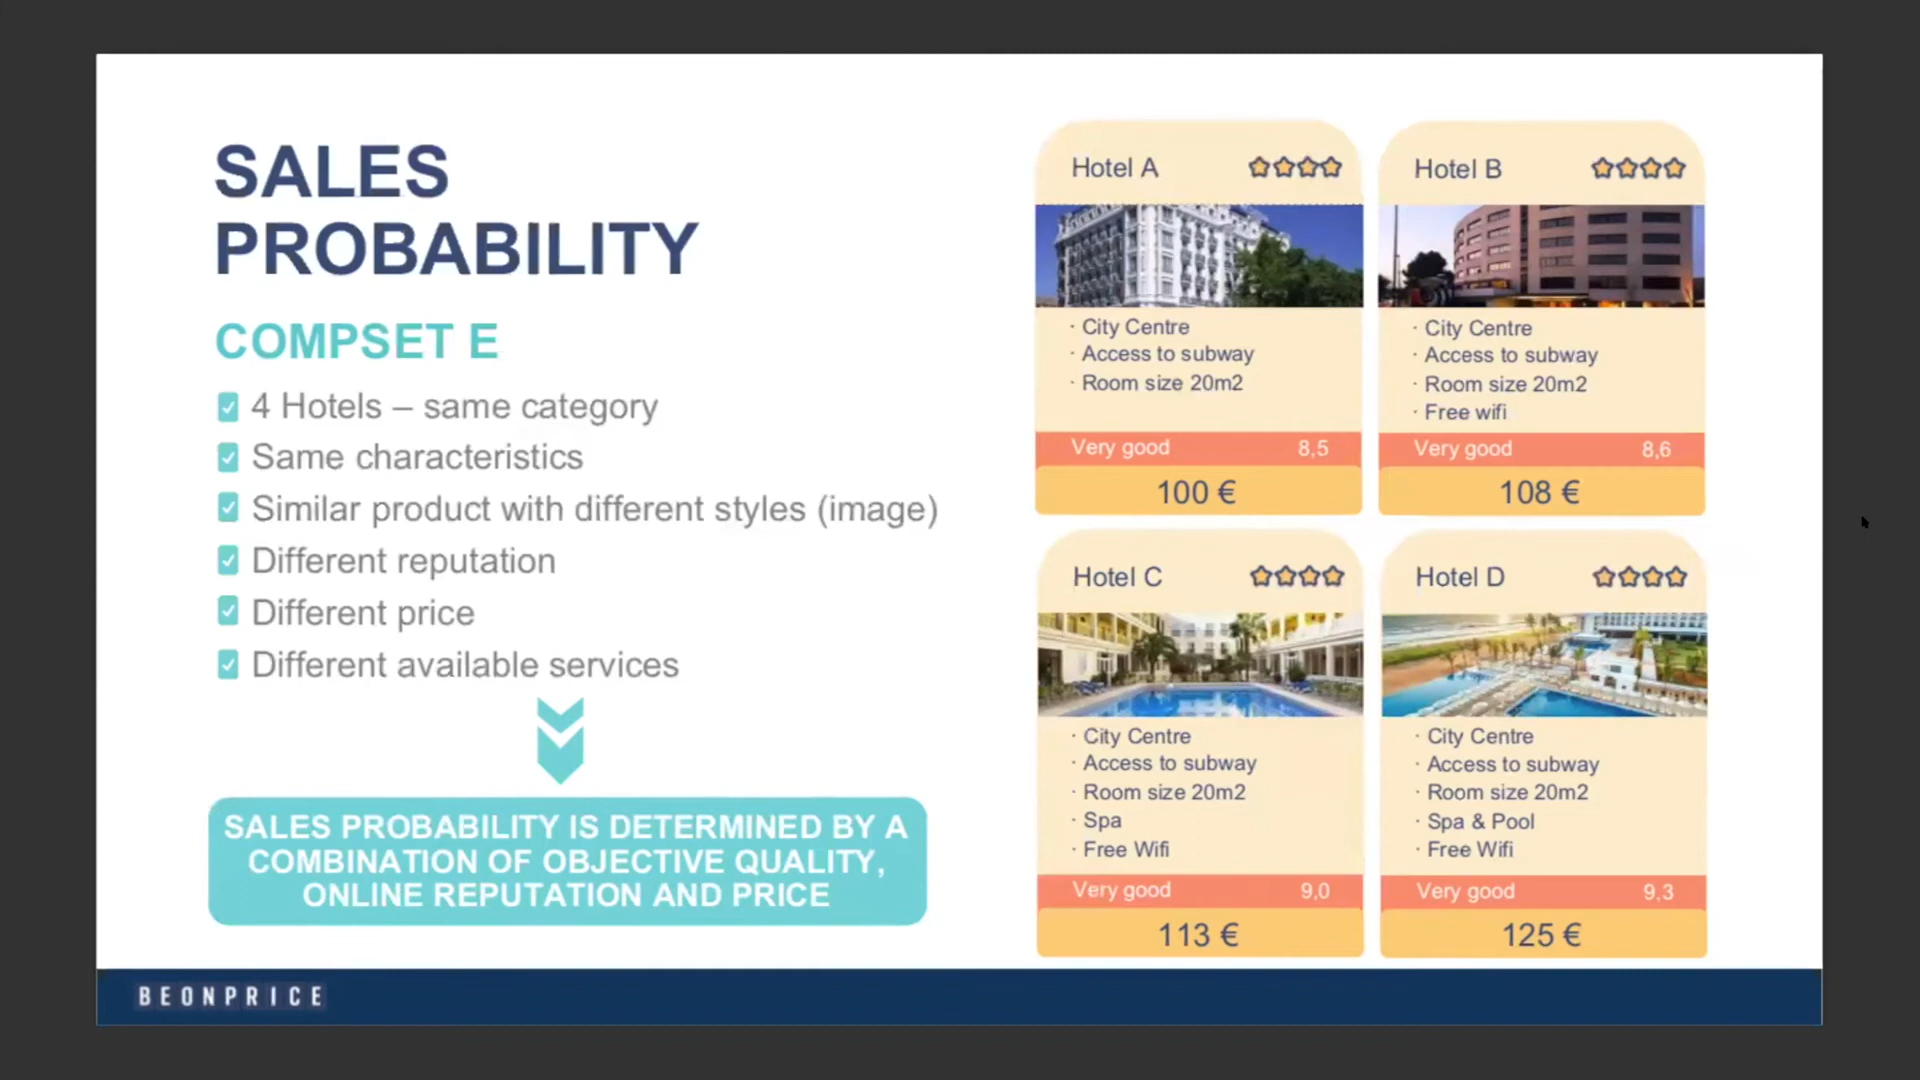 SALES
PROBABILITY
COMPSET E
4 Hotels – same category
Same characteristics
Similar product with different styles (image)
Different reputation
Different price
Different available services
SALES PROBABILITY IS DETERMINED BY A
COMBINATION OF OBJECTIVE QUALITY,
ONLINE REPUTATION AND PRICE
Hotel A
· City Centre
· Access to subway
· Room size 20m2
Very good 8,5
100 €
Hotel B
· City Centre
· Access to subway
· Room size 20m2
· Free wifi
Very good 8,6
108 €
Hotel C
· City Centre
· Access to subway
· Room size 20m2
· Spa
· Free Wifi
Very good 9,0
113 €
Hotel D
· City Centre
· Access to subway
· Room size 20m2
· Spa & Pool
· Free Wifi
Very good 9,3
125 €
BEONPRICE